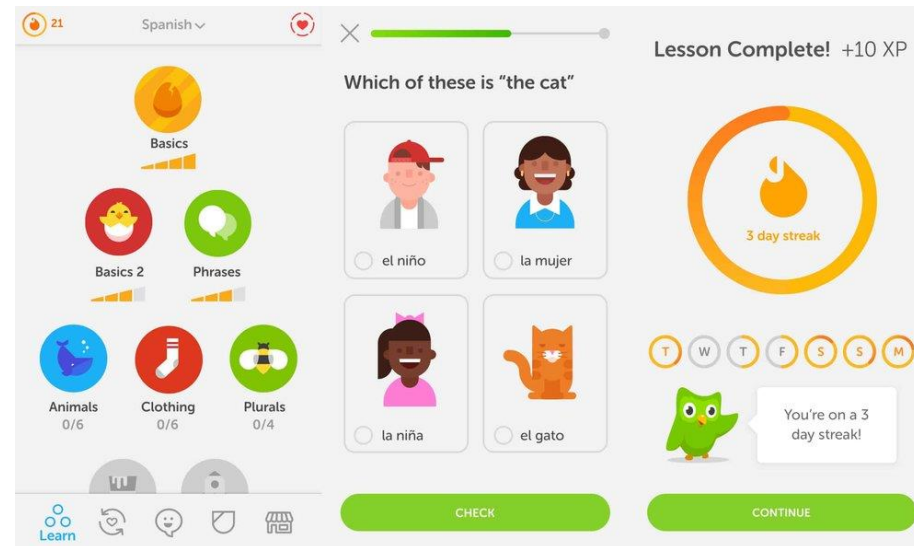 21
Spanish
Basics
Basics 2
Phrases
Animals
Clothing
Plurals
0/6
0/6
0/4
Learn
Which of these is “the cat”
el niño
la mujer
la niña
el gato
CHECK
Lesson Complete! +10 XP
3 day streak
T W T F S S M
You're on a 3
day streak!
CONTINUE